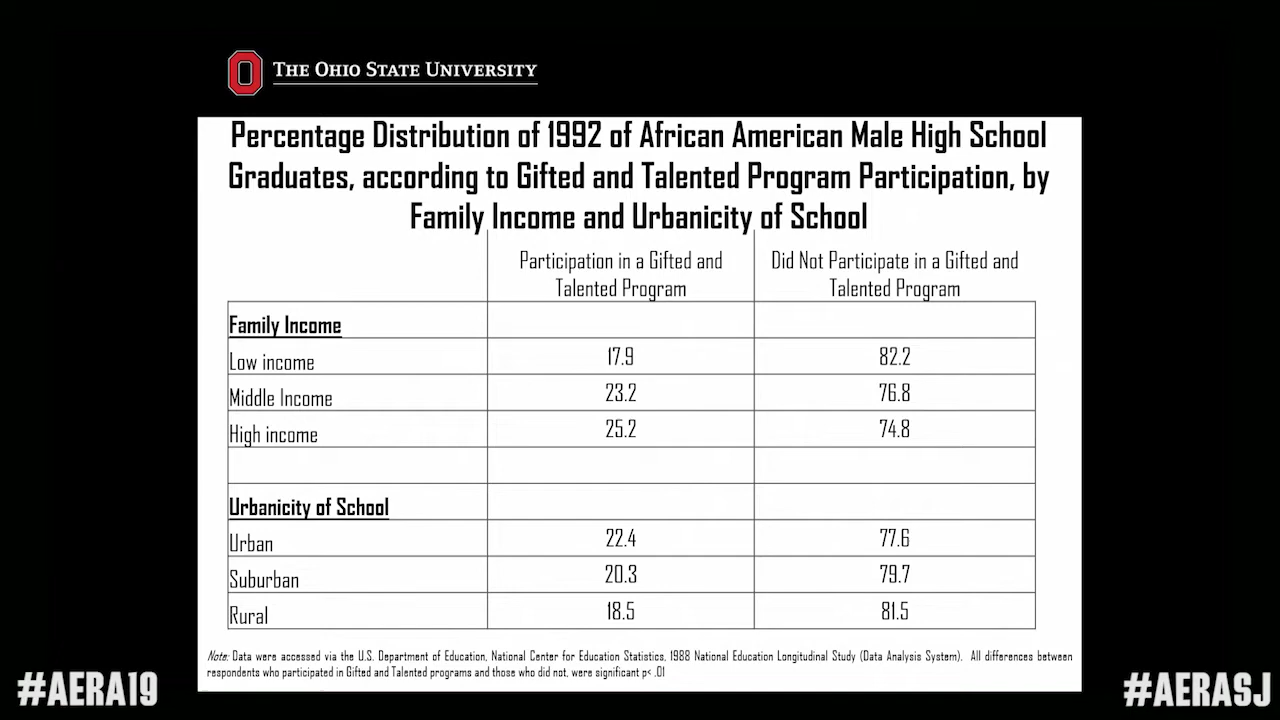 THE OHIO STATE UNIVERSITY
Percentage Distribution of 1992 of African American Male High School
Graduates, according to Gifted and Talented Program Participation, by
Family Income and Urbanicity of School
Participation in a Gifted and
Talented Program
Did Not Participate in a Gifted and
Talented Program
Family Income
Low income 17.9 82.2
Middle Income 23.2 76.8
High income 25.2 74.8
Urbanicity of School
Urban 22.4 77.6
Suburban 20.3 79.7
Rural 18.5 81.5
Note: Data were accessed via the U.S. Department of Education, National Center for Education Statistics, 1988 National Education Longitudinal Study (Data Analysis System). All differences between
respondents who participated in Gifted and Talented programs and those who did not, were significant p< .01
#AERA19
#AERASJ